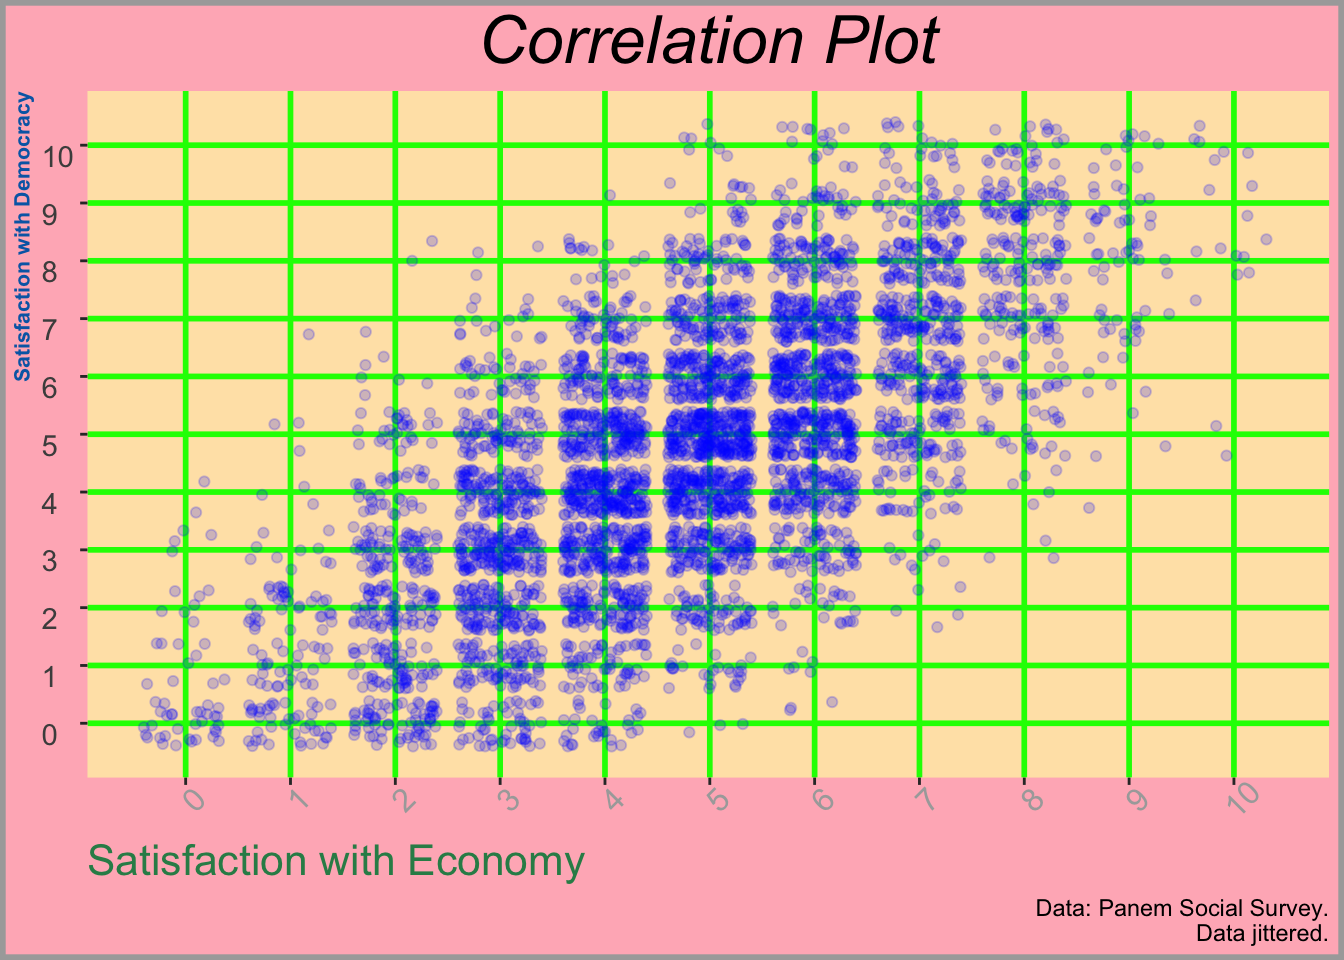 Correlation Plot
Satisfaction with Democracy
10
9
8
7
6
5
4
3
2
1
0
0 1 2 3 4 5 6 7 8 9 10
Satisfaction with Economy
Data: Panem Social Survey.
Data jittered.